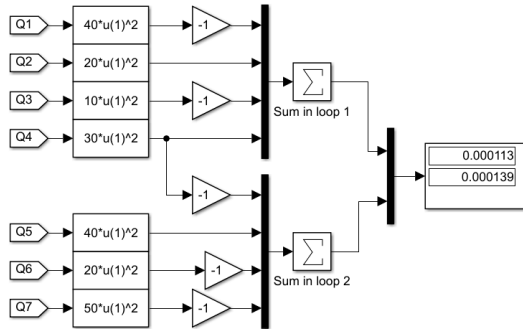 Q1
40*u(1)^2
-1
Q2
20*u(1)^2
Q3
10*u(1)^2
-1
Sum in loop 1
Q4
30*u(1)^2
0.000113
0.000139
-1
Q5
40*u(1)^2
Q6
20*u(1)^2
-1
Sum in loop 2
Q7
50*u(1)^2
-1